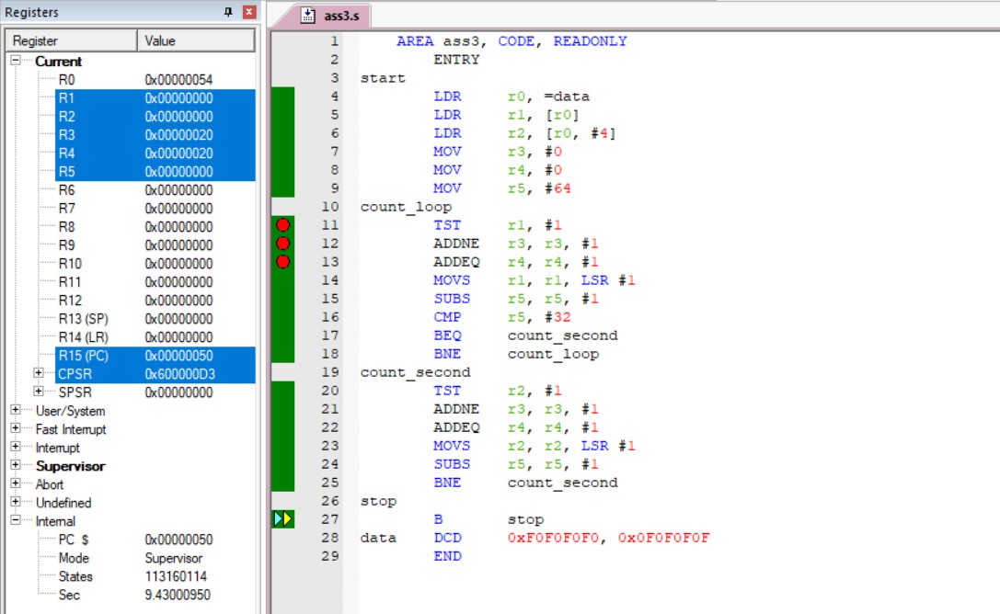 Registers
Register Value
Current
R0 0x00000054
R1 0x00000000
R2 0x00000000
R3 0x00000020
R4 0x00000020
R5 0x00000000
R6 0x00000000
R7 0x00000000
R8 0x00000000
R9 0x00000000
R10 0x00000000
R11 0x00000000
R12 0x00000000
R13 (SP) 0x00000000
R14 (LR) 0x00000000
R15 (PC) 0x00000050
CPSR 0x600000D3
SPSR 0x00000000
User/System
Fast Interrupt
Interrupt
Supervisor
Abort
Undefined
Internal
PC $ 0x00000050
Mode Supervisor
States 113160114
Sec 9.43000950
ass3.s
1 AREA ass3, CODE, READONLY
2 ENTRY
3 start
4 LDR r0, =data
5 LDR r1, [r0]
6 LDR r2, [r0, #4]
7 MOV r3, #0
8 MOV r4, #0
9 MOV r5, #64
10 count_loop
11 TST r1, #1
12 ADDNE r3, r3, #1
13 ADDEQ r4, r4, #1
14 MOVS r1, r1, LSR #1
15 SUBS r5, r5, #1
16 CMP r5, #32
17 BEQ count_second
18 BNE count_loop
19 count_second
20 TST r2, #1
21 ADDNE r3, r3, #1
22 ADDEQ r4, r4, #1
23 MOVS r2, r2, LSR #1
24 SUBS r5, r5, #1
25 BNE count_second
26 stop
27 B stop
28 data DCD 0xF0F0F0F0, 0x0F0F0F0F
29 END